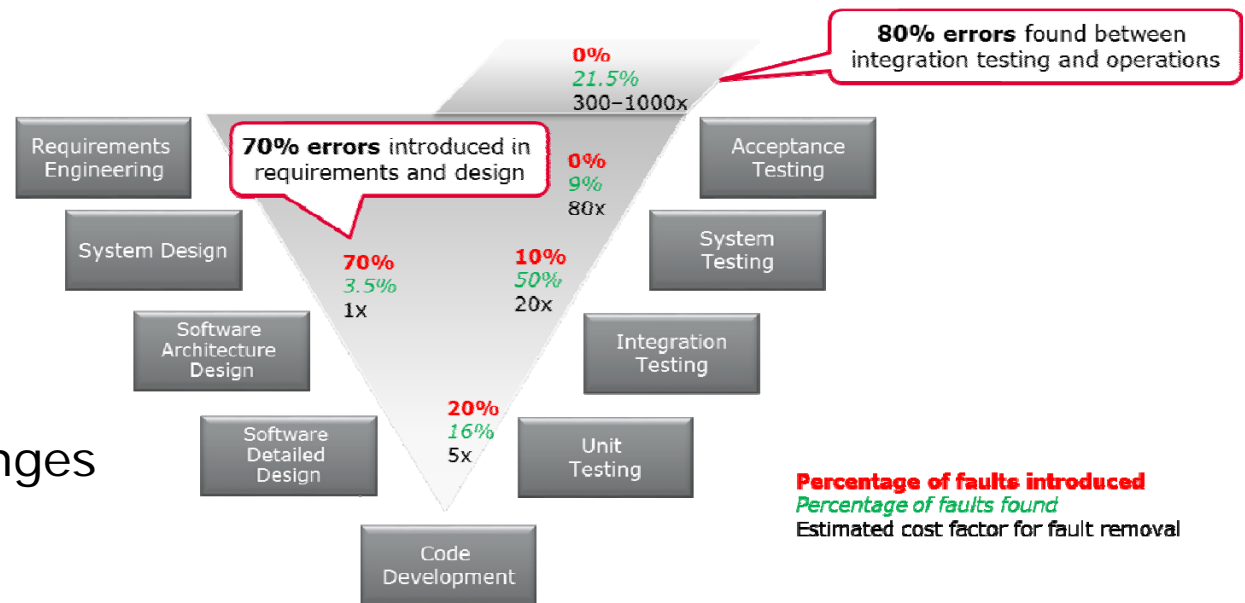 80% errors found between
integration testing and operations
0%
21.5%
300–1000x
70% errors introduced in
requirements and design
Requirements
Engineering
0%
9%
80x
Acceptance
Testing
System Design
70%
3.5%
1x
10%
50%
20x
System
Testing
Software
Architecture
Design
Integration
Testing
20%
16%
5x
Software
Detailed
Design
Unit
Testing
nges
Percentage of faults introduced
Percentage of faults found
Estimated cost factor for fault removal
Code
Development